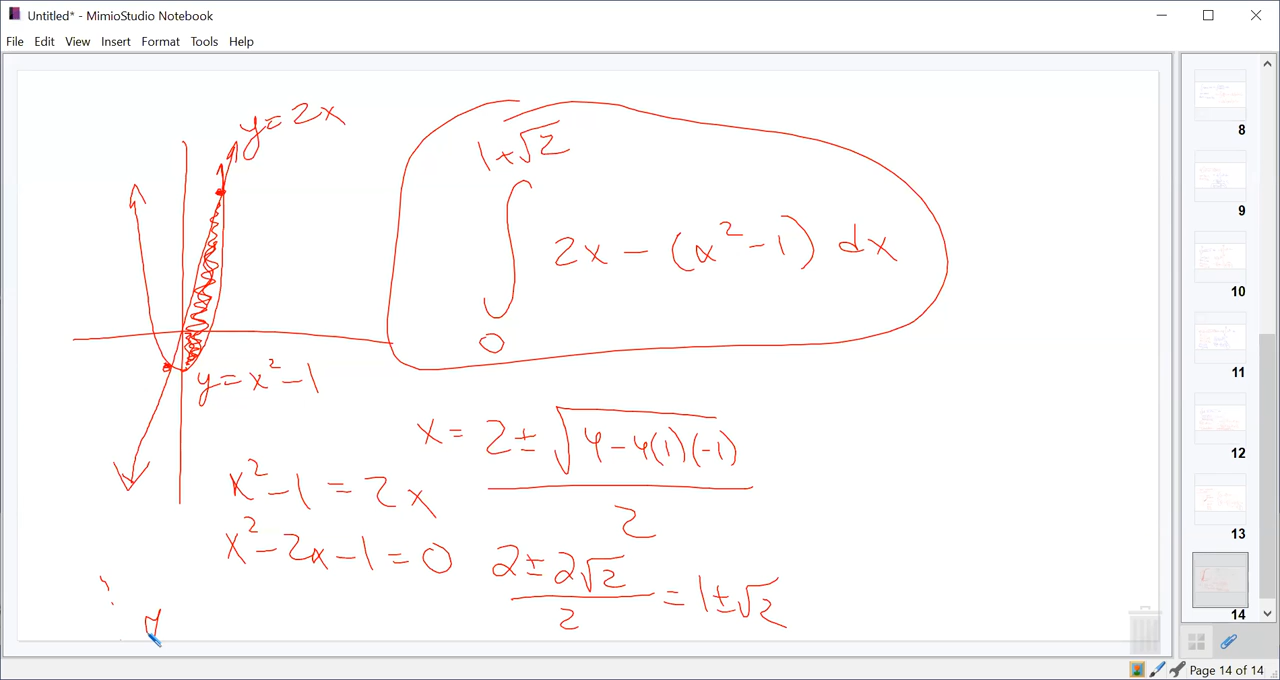 Untitled* - MimioStudio Notebook
File Edit View Insert Format Tools Help
y = 2x
1+√2
∫ 2x - (x² - 1) dx
0
y = x² - 1
x = 2 ± √4 - 4(1)(-1)
2
x² - 1 = 2x
x² - 2x - 1 = 0
2 ± 2√2
2
= 1 ± √2
y
8
9
10
11
12
13
14
Page 14 of 14